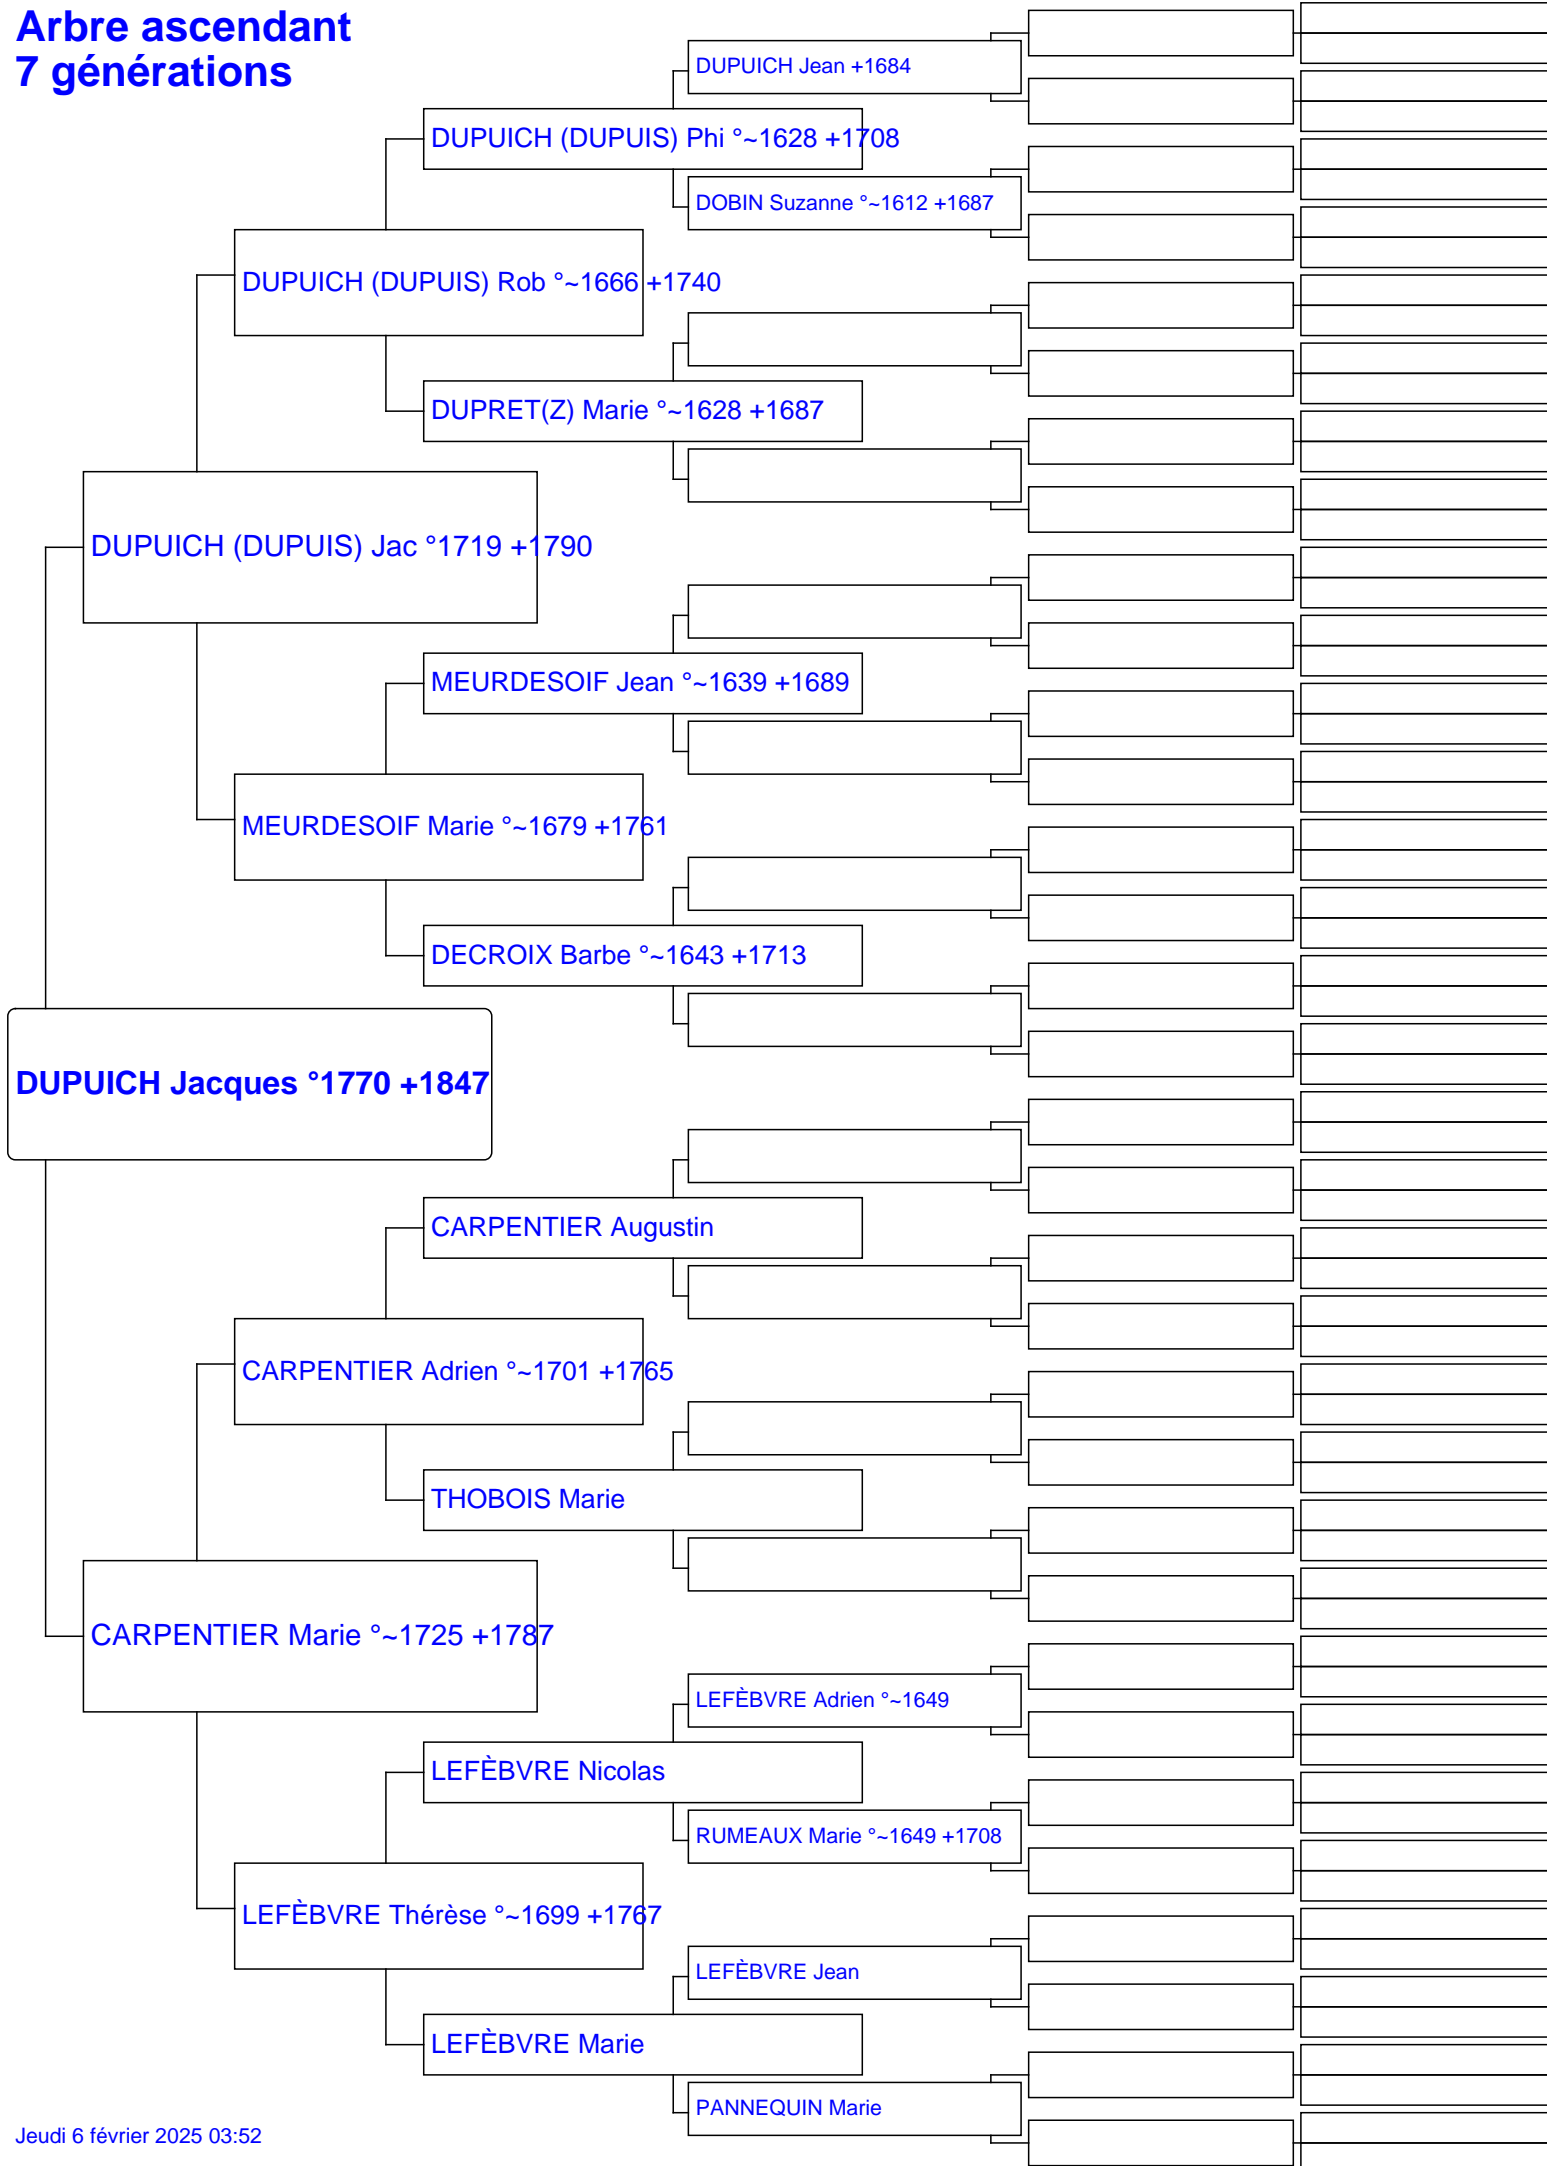 Arbre ascendant
7 générations
DUPUICH Jean +1684
DUPUICH (DUPUIS) Phi °~1628 +1708
DOBIN Suzanne °~1612 +1687
DUPUICH (DUPUIS) Rob °~1666 +1740
DUPRET(Z) Marie °~1628 +1687
DUPUICH (DUPUIS) Jac °1719 +1790
MEURDESOIF Jean °~1639 +1689
MEURDESOIF Marie °~1679 +1761
DECROIX Barbe °~1643 +1713
DUPUICH Jacques °1770 +1847
CARPENTIER Augustin
CARPENTIER Adrien °~1701 +1765
THOBOIS Marie
CARPENTIER Marie °~1725 +1787
LEFÈBVRE Adrien °~1649
LEFÈBVRE Nicolas
RUMEAUX Marie °~1649 +1708
LEFÈBVRE Thérèse °~1699 +1767
LEFÈBVRE Jean
LEFÈBVRE Marie
PANNEQUIN Marie
Jeudi 6 février 2025 03:52